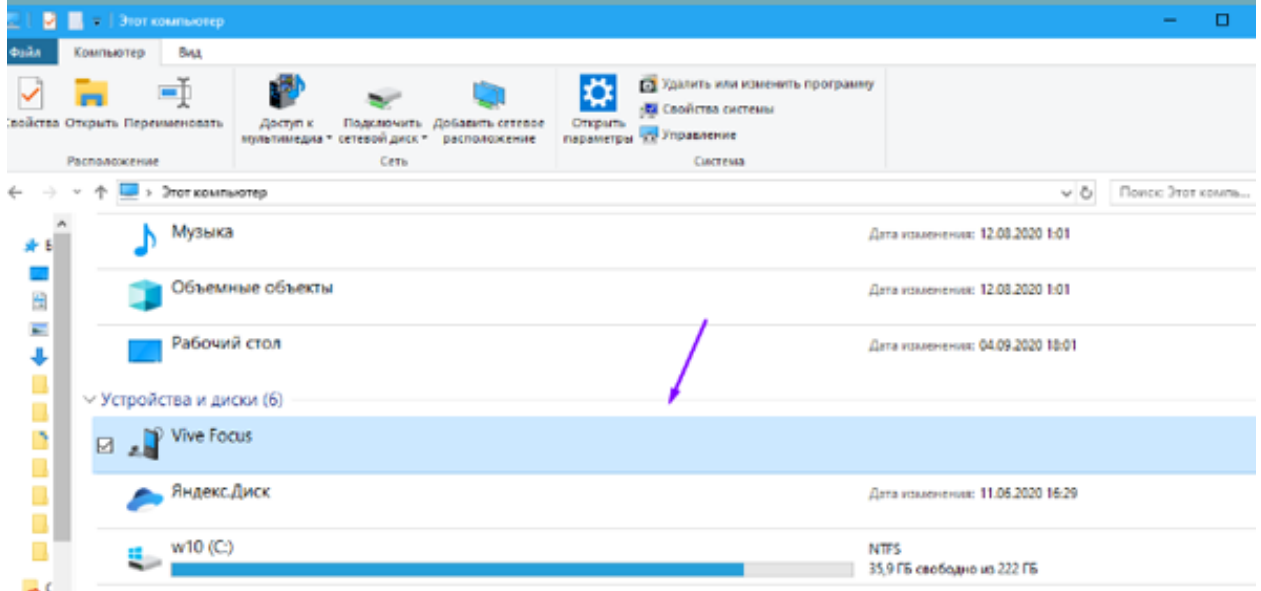 Этот компьютер
Файл Компьютер Вид
Свойства Открыть Переименовать
Доступ к мультимедиа
Подключить сетевой диск
Добавить сетевое расположение
Открыть параметры
Удалить или изменить программу
Свойства системы
Управление
Расположение Сеть Система
Этот компьютер
Поиск: Этот компь...
Музыка Дата изменения: 12.08.2020 1:01
Объемные объекты Дата изменения: 12.08.2020 1:01
Рабочий стол Дата изменения: 04.09.2020 18:01
Устройства и диски (6)
Vive Focus
Яндекс.Диск Дата изменения: 11.06.2020 16:29
w10 (C:) NTFS
35,9 ГБ свободно из 222 ГБ